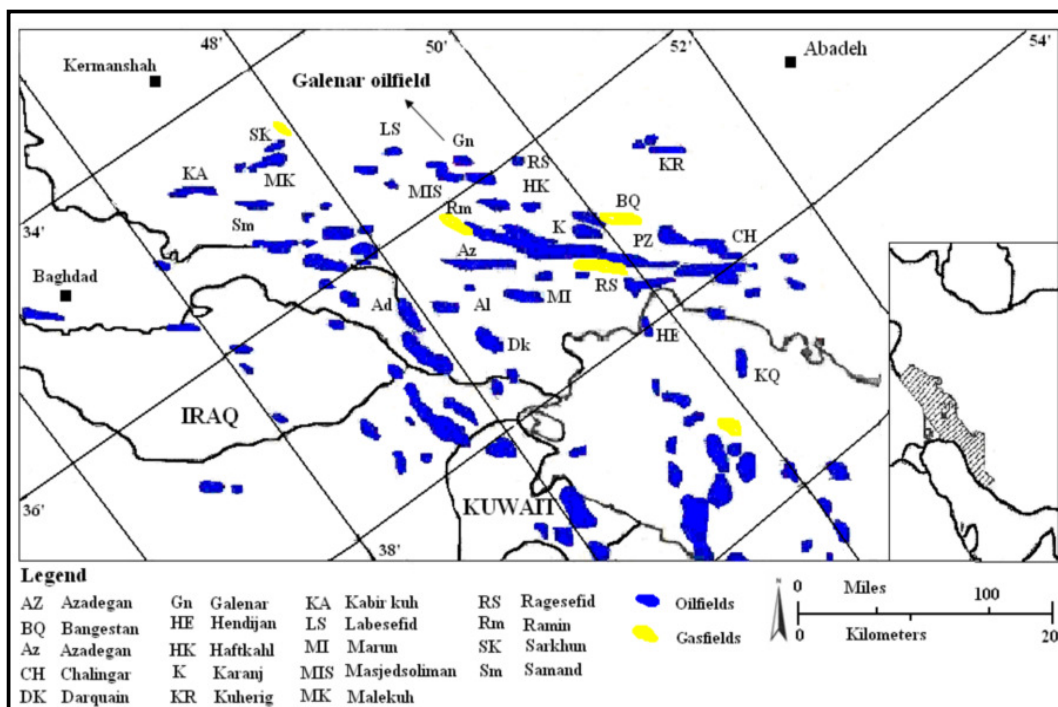 48' 50' 52' 54'
Kermanshah Abadeh
Galenar oilfield
SK LS Gn
RS KR
KA MK MIS HK
Rm BQ
Sm K PZ CH
34' Az
Baghdad RS
Ad Al MI
HE
Dk
KQ
IRAQ
KUWAIT
36'
38'
Legend
AZ Azadegan Gn Galenar KA Kabir kuh RS Ragesefid
BQ Bangestan HE Hendijan LS Labesefid Rm Ramin
Az Azadegan HK Haftkahl MI Marun SK Sarkhun
CH Chalingar K Karanj MIS Masjedsoliman Sm Samand
DK Darquain KR Kuherig MK Malekuh
Oilfields
Gasfields
N
0 Miles 100
0 Kilometers 20